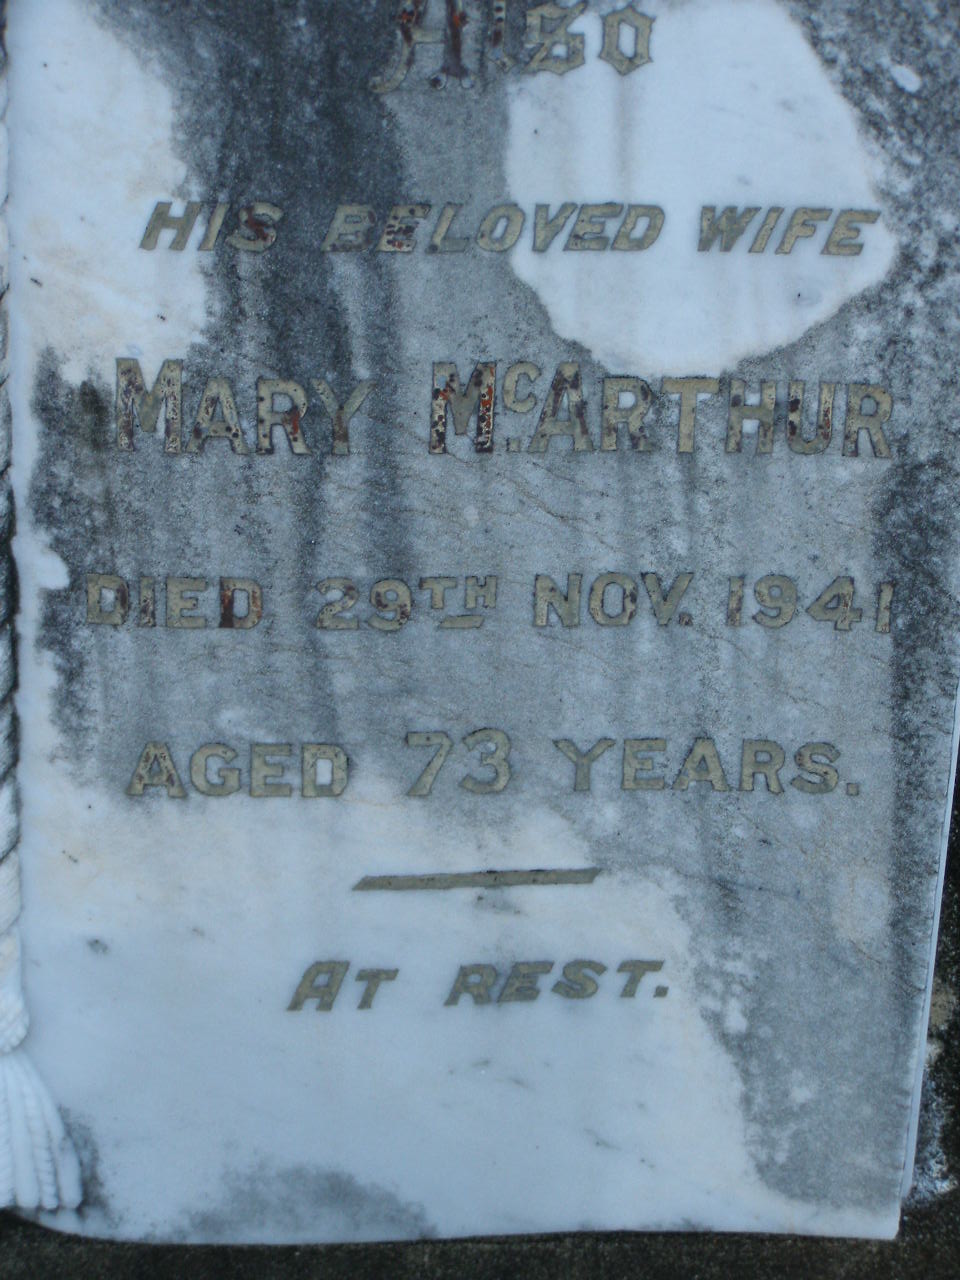 Also
HIS BELOVED WIFE
MARY McARTHUR
DIED 29TH NOV. 1941
AGED 73 YEARS.
AT REST.